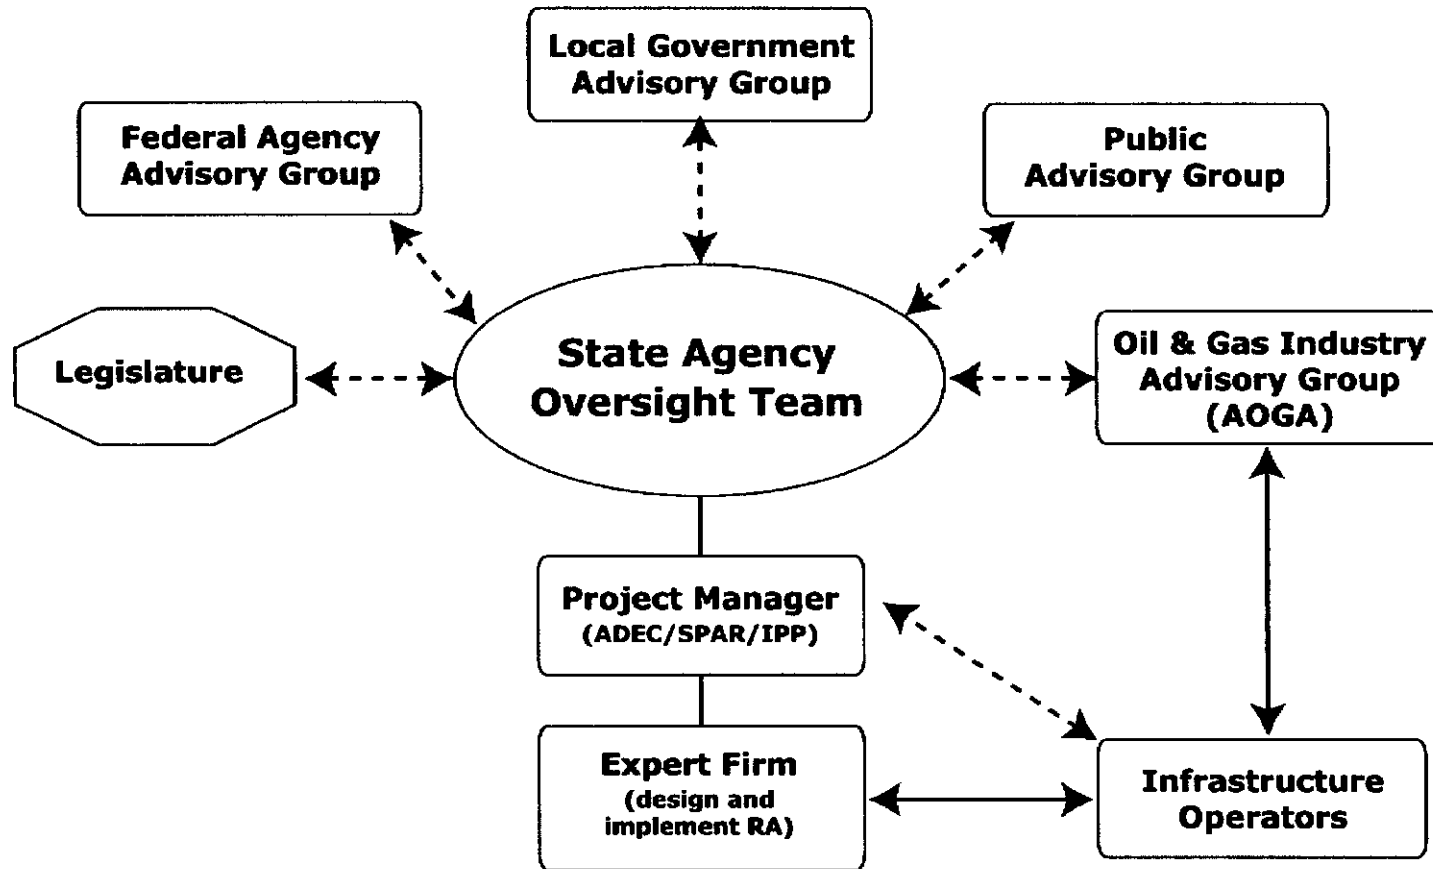 Local Government
Advisory Group
Federal Agency
Advisory Group
Public
Advisory Group
Legislature
State Agency
Oversight Team
Oil & Gas Industry
Advisory Group
(AOGA)
Project Manager
(ADEC/SPAR/IPP)
Expert Firm
(design and
implement RA)
Infrastructure
Operators